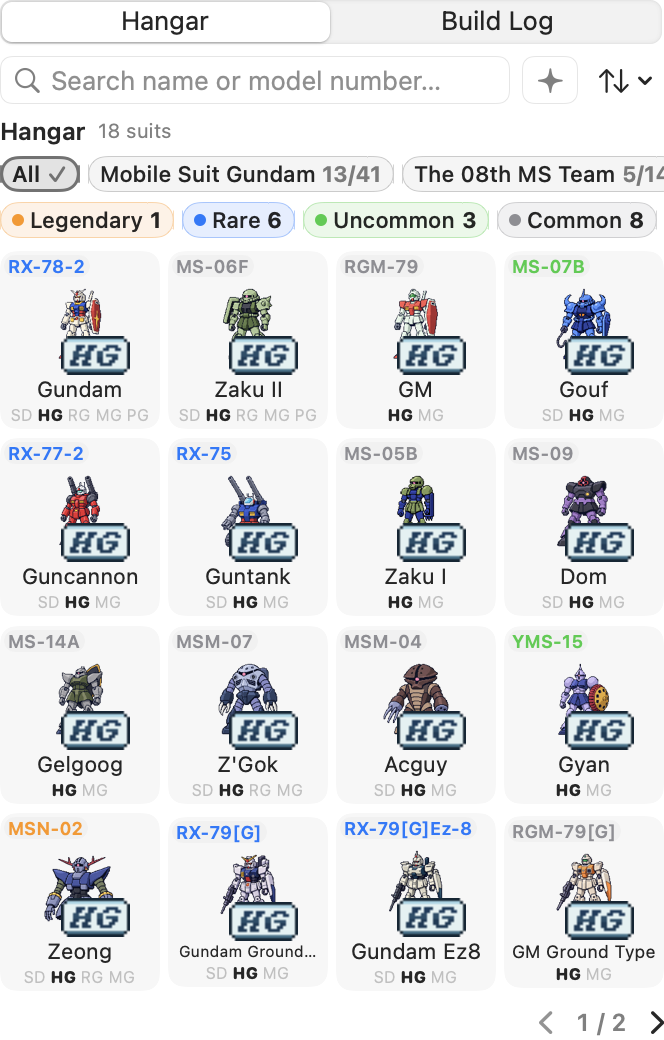 Hangar Build Log
Search name or model number...
Hangar 18 suits
All ✓ Mobile Suit Gundam 13/41 The 08th MS Team 5/14
Legendary 1 Rare 6 Uncommon 3 Common 8
RX-78-2 MS-06F RGM-79 MS-07B
HG HG HG HG
Gundam Zaku II GM Gouf
SD HG RG MG PG SD HG RG MG PG HG MG SD HG MG
RX-77-2 RX-75 MS-05B MS-09
HG HG HG HG
Guncannon Guntank Zaku I Dom
SD HG MG SD HG MG HG MG SD HG MG
MS-14A MSM-07 MSM-04 YMS-15
HG HG HG HG
Gelgoog Z'Gok Acguy Gyan
HG MG SD HG RG MG SD HG MG HG MG
MSN-02 RX-79[G] RX-79[G]Ez-8 RGM-79[G]
HG HG HG HG
Zeong Gundam Ground... Gundam Ez8 GM Ground Type
SD HG RG MG SD HG MG SD HG MG HG MG
1 / 2